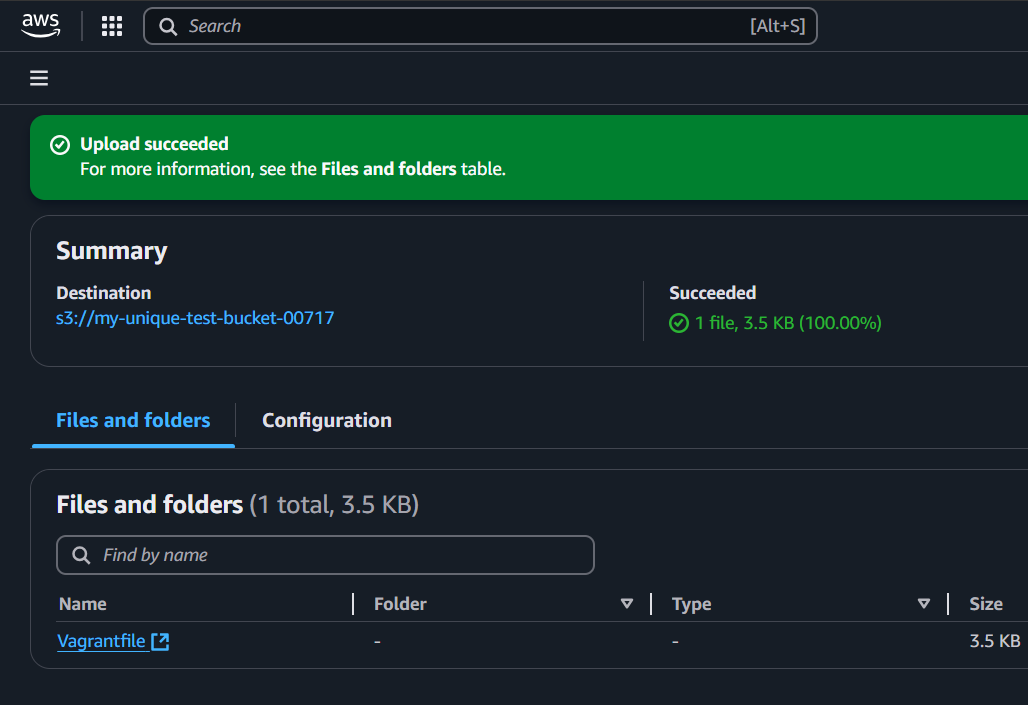 aws
Search [Alt+S]
Upload succeeded
For more information, see the Files and folders table.
Summary
Destination
s3://my-unique-test-bucket-00717
Succeeded
1 file, 3.5 KB (100.00%)
Files and folders Configuration
Files and folders (1 total, 3.5 KB)
Find by name
Name Folder Type Size
Vagrantfile - - 3.5 KB